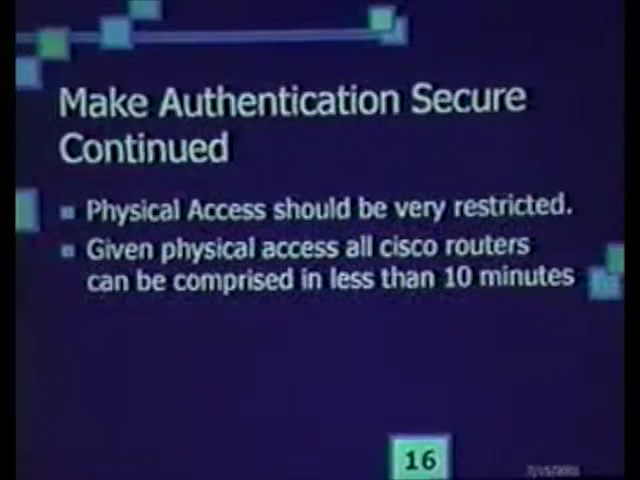 Make Authentication Secure
Continued
Physical Access should be very restricted.
Given physical access all cisco routers
can be comprised in less than 10 minutes
16